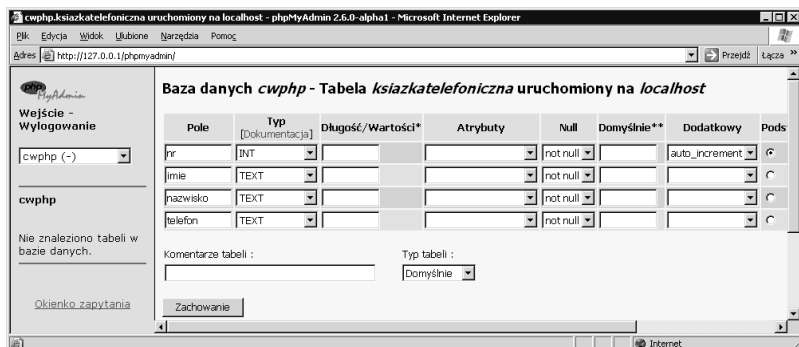 cwphp.ksiazkatelefoniczna uruchomiony na localhost - phpMyAdmin 2.6.0-alpha1 - Microsoft Internet Explorer
Plik Edycja Widok Ulubione Narzędzia Pomoc
Adres http://127.0.0.1/phpmyadmin/ Przejdź Łącza »
php
MyAdmin
Wejście -
Wylogowanie
cwphp (-)
cwphp
Nie znaleziono tabeli w
bazie danych.
Okienko zapytania
Baza danych cwphp - Tabela ksiazkatelefoniczna uruchomiony na localhost
Pole Typ [Dokumentacja] Długość/Wartości* Atrybuty Null Domyślnie** Dodatkowy Pods
nr INT not null auto_increment
imie TEXT not null
nazwisko TEXT not null
telefon TEXT not null
Komentarze tabeli : Typ tabeli :
Domyślnie
Zachowanie
Internet